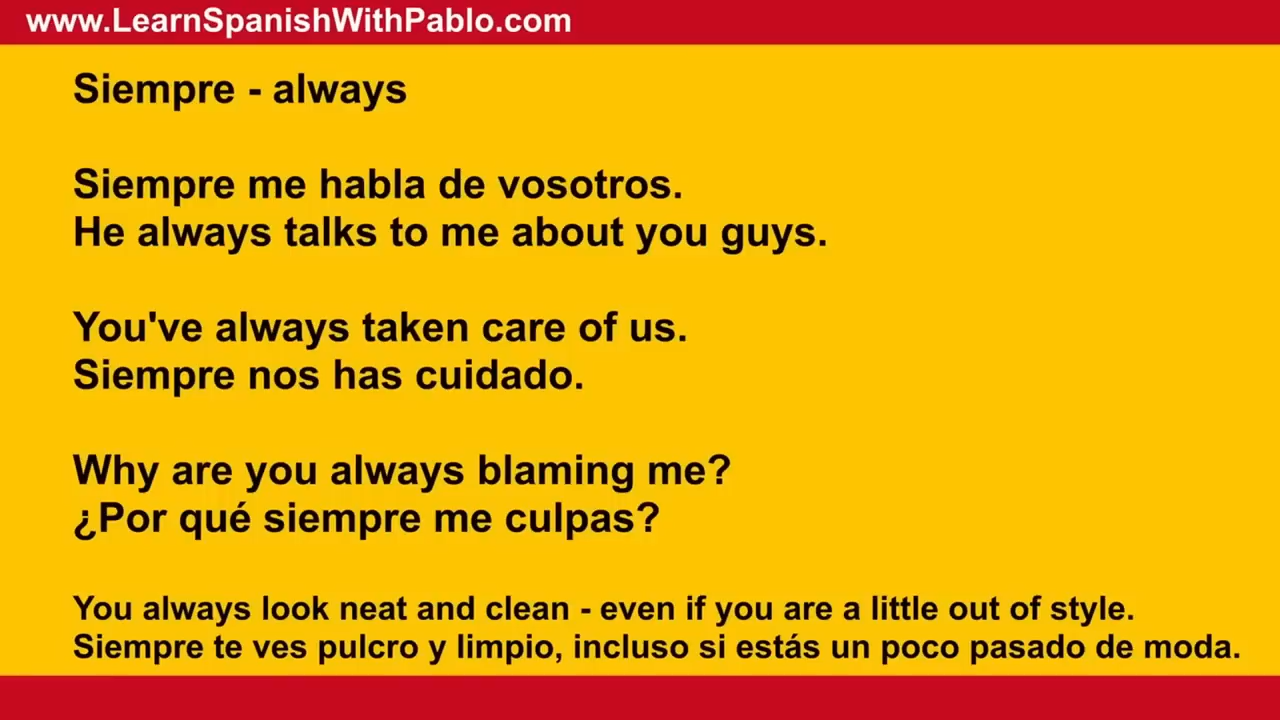 www.LearnSpanishWithPablo.com
Siempre - always
Siempre me habla de vosotros.
He always talks to me about you guys.
You've always taken care of us.
Siempre nos has cuidado.
Why are you always blaming me?
¿Por qué siempre me culpas?
You always look neat and clean - even if you are a little out of style.
Siempre te ves pulcro y limpio, incluso si estás un poco pasado de moda.